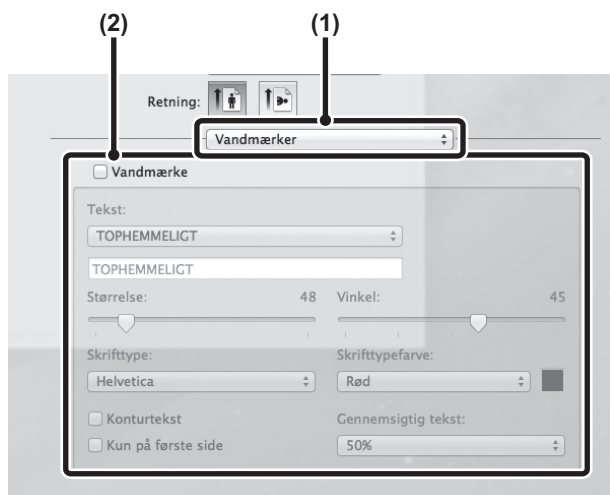 (2) (1)
Retning:
Vandmærker
Vandmærke
Tekst:
TOPHEMMELIGT
TOPHEMMELIGT
Størrelse: 48 Vinkel: 45
Skrifttype: Skrifttypefarve:
Helvetica Rød
Konturtekst Gennemsigtig tekst:
Kun på første side 50%